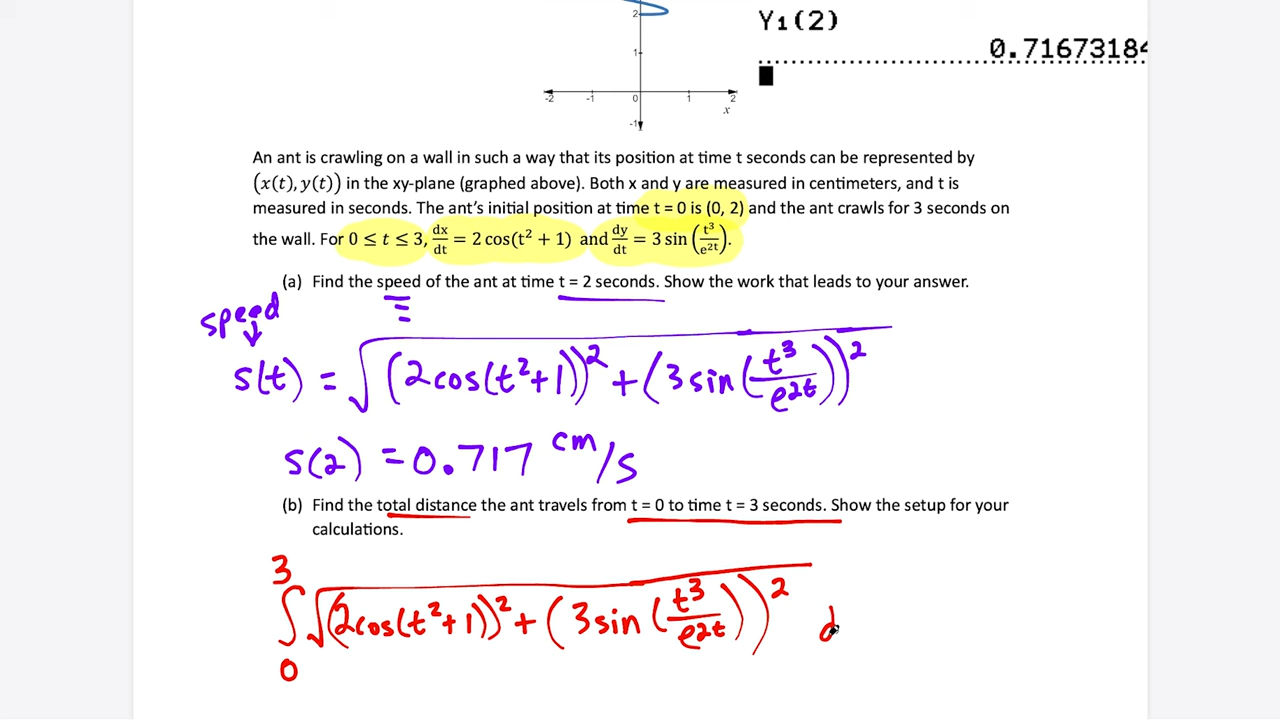 2
Y1(2)
0.7167318
1
-2 -1 0 1 2
x
-1
An ant is crawling on a wall in such a way that its position at time t seconds can be represented by
(x(t), y(t)) in the xy-plane (graphed above). Both x and y are measured in centimeters, and t is
measured in seconds. The ant's initial position at time t = 0 is (0, 2) and the ant crawls for 3 seconds on
the wall. For 0 ≤ t ≤ 3, dx/dt = 2 cos(t² + 1) and dy/dt = 3 sin(t³/e²ᵗ).
(a) Find the speed of the ant at time t = 2 seconds. Show the work that leads to your answer.
speed
s(t) = √((2cos(t²+1))² + (3sin(t³/e²ᵗ))²)
s(2) = 0.717 cm/s
(b) Find the total distance the ant travels from t = 0 to time t = 3 seconds. Show the setup for your
calculations.
∫₀³ √((2cos(t²+1))² + (3sin(t³/e²ᵗ))²) d